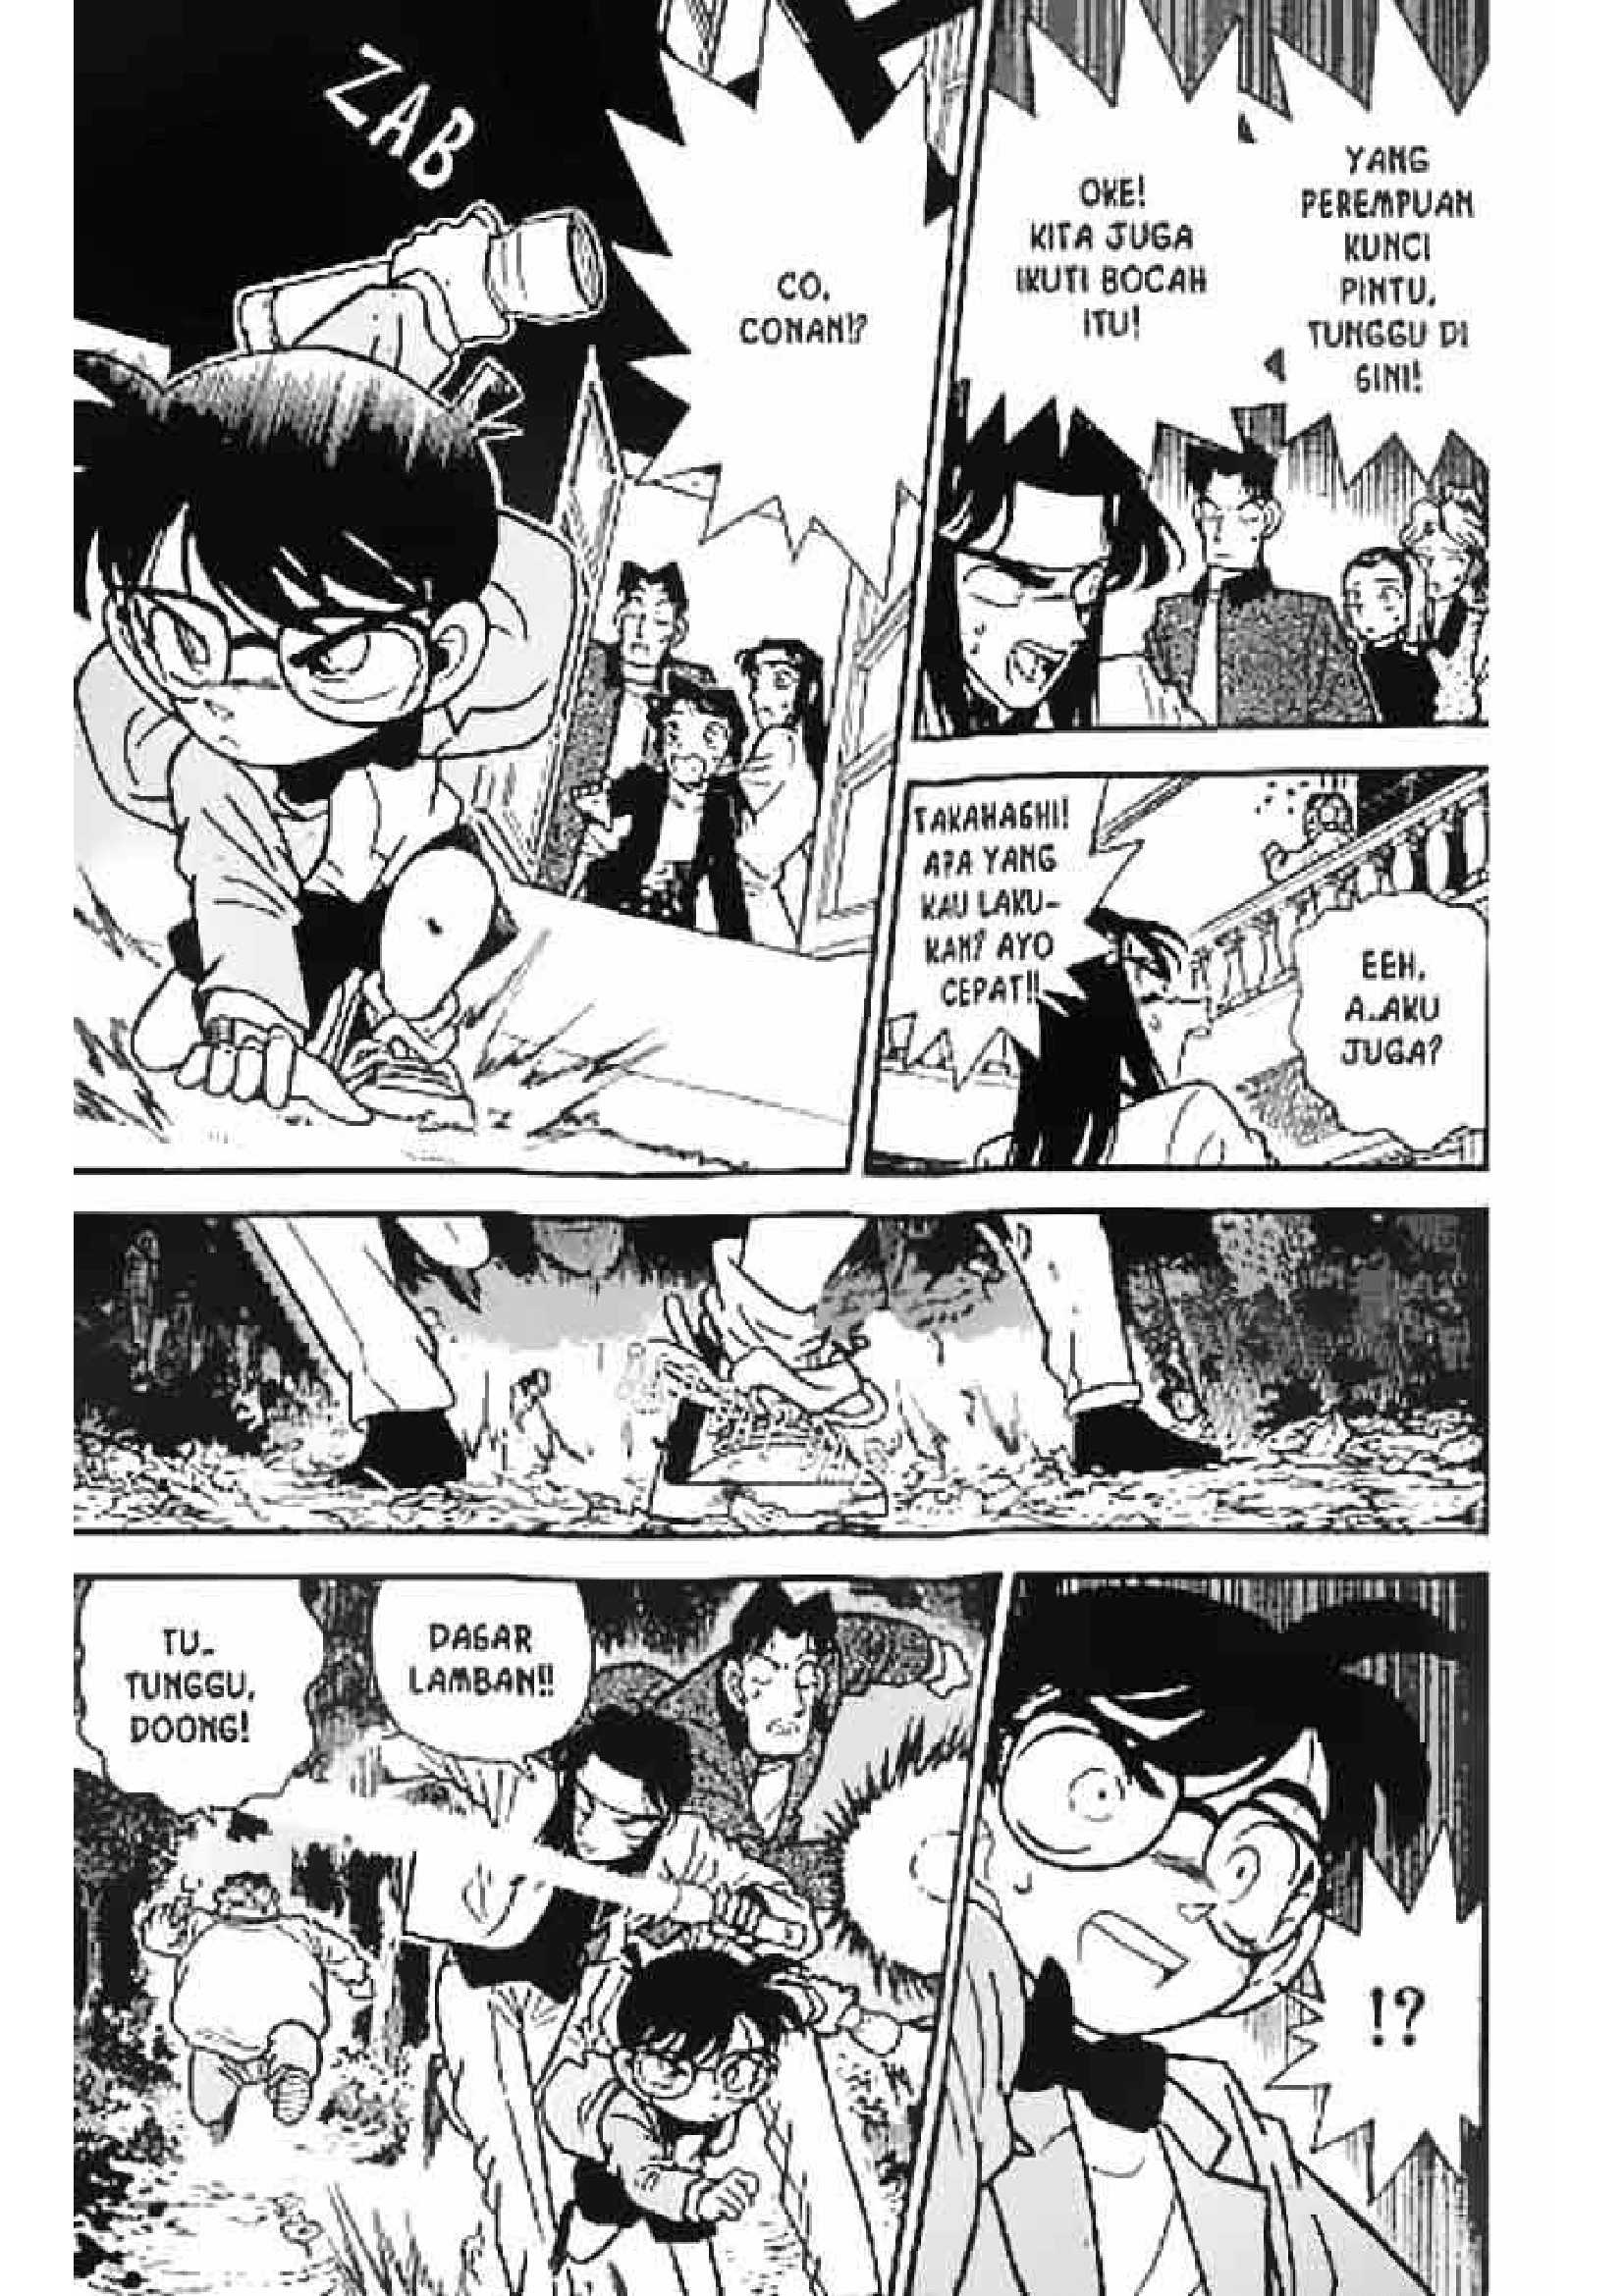 ZAB
CO.
CONAN!?
OKE!
KITA JUGA
IKUTI BOCAH
ITU!
YANG
PEREMPUAN
KUNCI
PINTU,
TUNGGU DI
SINI!
TAKAHASHI!
APA YANG
KAU LAKU-
KAN? AYO
CEPAT!!
EEH,
A..AKU
JUGA?
TU-
TUNGGU,
DOONG!
DASAR
LAMBAN!!
!?